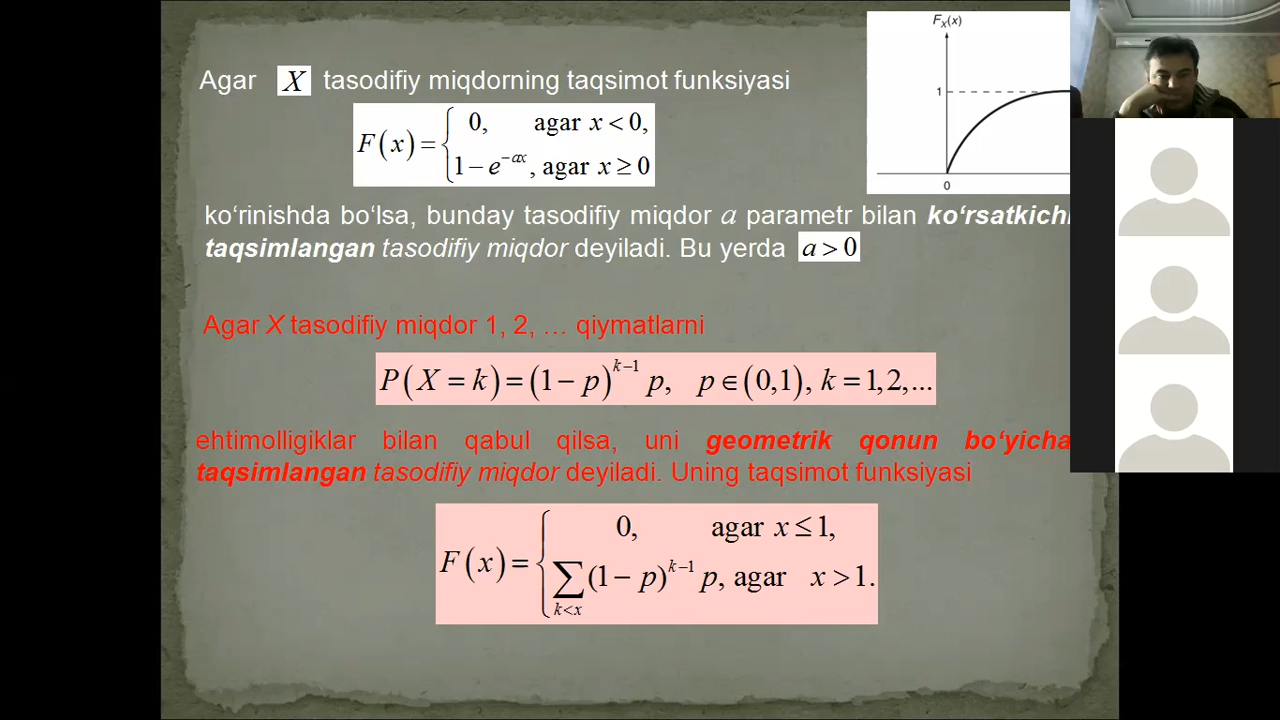 F_X(x)
1
0
Agar X tasodifiy miqdorning taqsimot funksiyasi
F(x) = { 0, agar x < 0,
1 − e^{−ax}, agar x ≥ 0
ko‘rinishda bo‘lsa, bunday tasodifiy miqdor a parametr bilan
taqsimlangan tasodifiy miqdor deyiladi. Bu yerda a > 0
Agar X tasodifiy miqdor 1, 2, … qiymatlarni
P(X = k) = (1 − p)^{k−1} p, p ∈ (0,1), k = 1,2,...
ehtimolligiklar bilan qabul qilsa, uni geometrik qonun bo‘yicha
taqsimlangan tasodifiy miqdor deyiladi. Uning taqsimot funksiyasi
F(x) = { 0, agar x ≤ 1,
∑_{k<x} (1 − p)^{k−1} p, agar x > 1.